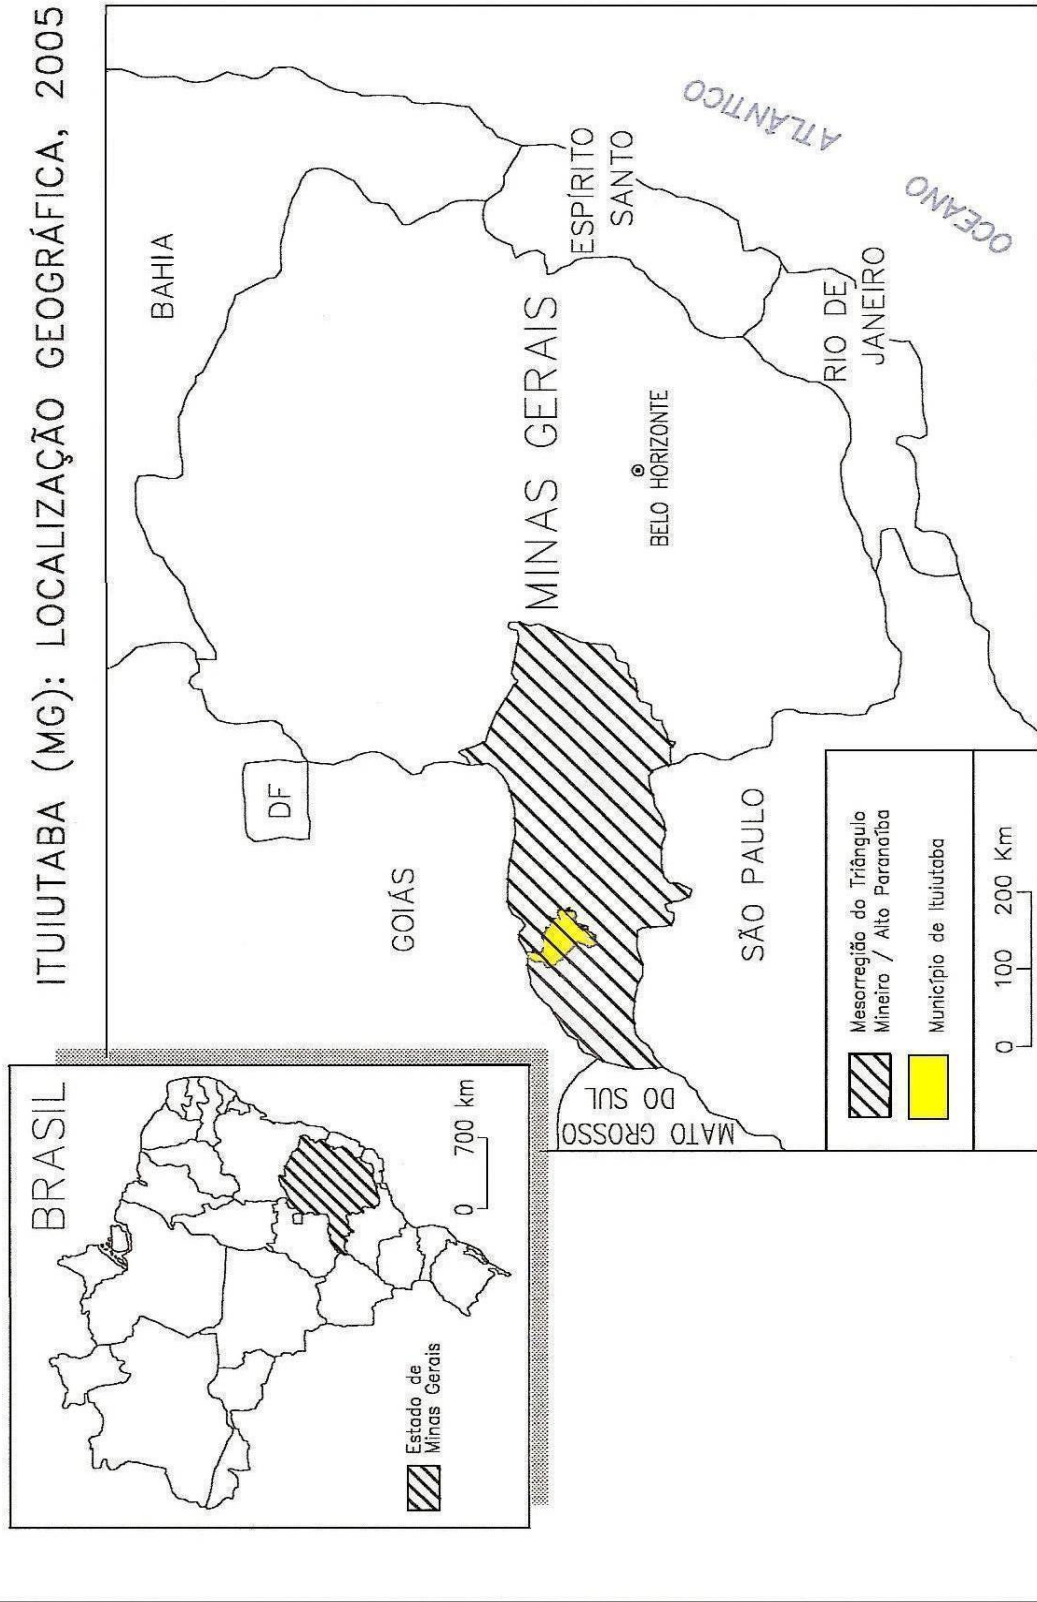 ITUIUTABA (MG): LOCALIZAÇÃO GEOGRÁFICA, 2005
BRASIL
Estado de
Minas Gerais
0 700 km
BAHIA
DF
GOIÁS
MINAS GERAIS
BELO HORIZONTE
ESPÍRITO
SANTO
RIO DE
JANEIRO
SÃO PAULO
MATO GROSSO
DO SUL
OCEANO
ATLÂNTICO
Mesorregião do Triângulo
Mineiro / Alto Paranaíba
Município de Ituiutaba
0 100 200 Km